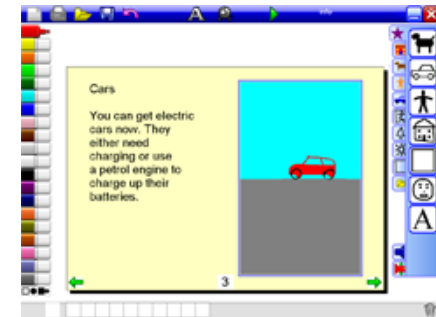 Cars
You can get electric
cars now. They
either need
charging or use
a petrol engine to
charge up their
batteries.
3
A
A